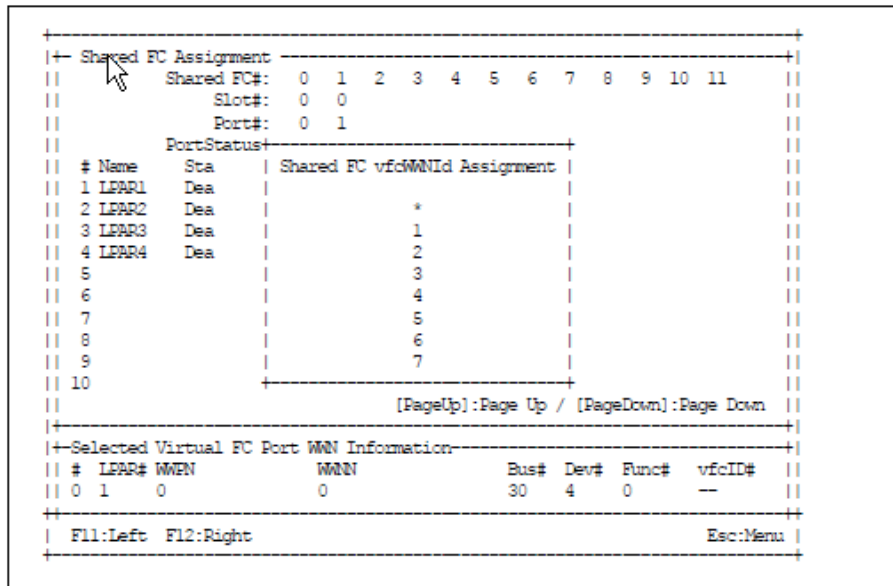 Shared FC Assignment
Shared FC#: 0 1 2 3 4 5 6 7 8 9 10 11
Slot#: 0 0
Port#: 0 1
PortStatus
# Name Sta Shared FC vfcWWNId Assignment
1 LPAR1 Dea
2 LPAR2 Dea *
3 LPAR3 Dea 1
4 LPAR4 Dea 2
5 3
6 4
7 5
8 6
9 7
10
[PageUp]:Page Up / [PageDown]:Page Down
Selected Virtual FC Port WWN Information
# LPAR# WWPN WWNN Bus# Dev# Func# vfcID#
0 1 0 0 30 4 0 --
F11:Left F12:Right Esc:Menu